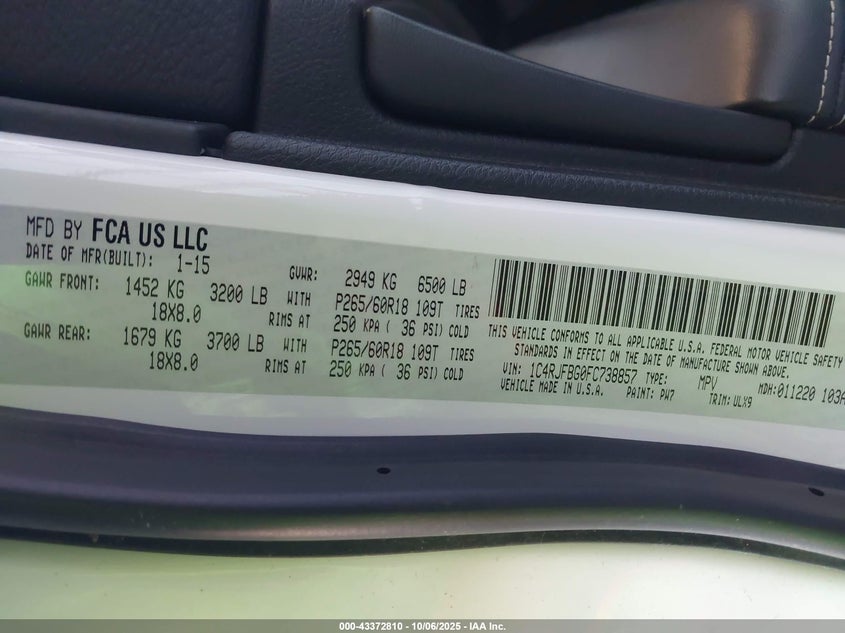 MFD BY FCA US LLC
DATE OF MFR(BUILT): 1-15 GVWR: 2949 KG 6500 LB
GAWR FRONT: 1452 KG 3200 LB WITH P265/60R18 109T TIRES
18X8.0 RIMS AT 250 KPA ( 36 PSI) COLD
GAWR REAR: 1679 KG 3700 LB WITH P265/60R18 109T TIRES
18X8.0 RIMS AT 250 KPA ( 36 PSI) COLD
THIS VEHICLE CONFORMS TO ALL APPLICABLE U.S.A. FEDERAL MOTOR VEHICLE SAFETY
STANDARDS IN EFFECT ON THE DATE OF MANUFACTURE SHOWN ABOVE.
VIN: 1C4RJFBG0FC738857 TYPE: MPV MDH:011220 103A
VEHICLE MADE IN U.S.A. PAINT: PW7 TRIM: ULX9
000-43372810 - 10/06/2025 - IAA Inc.